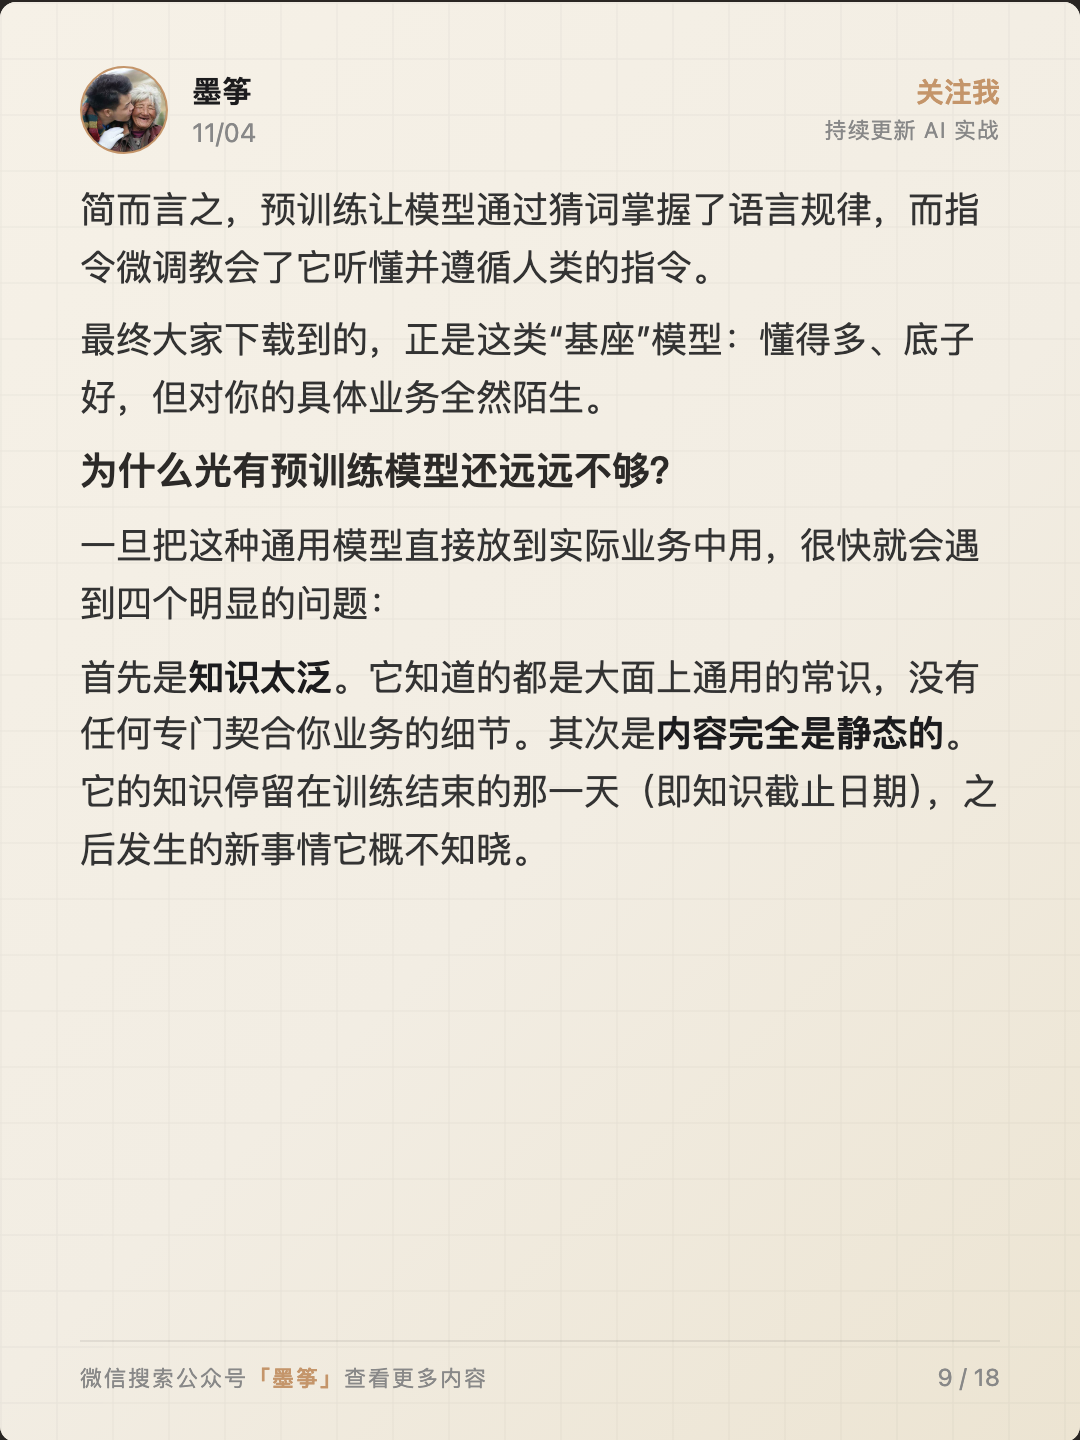 墨筝
11/04
关注我
持续更新 AI 实战
简而言之，预训练让模型通过猜词掌握了语言规律，而指
令微调教会了它听懂并遵循人类的指令。
最终大家下载到的，正是这类“基座”模型：懂得多、底子
好，但对你的具体业务全然陌生。
为什么光有预训练模型还远远不够？
一旦把这种通用模型直接放到实际业务中用，很快就会遇
到四个明显的问题：
首先是知识太泛。它知道的都是大面上通用的常识，没有
任何专门契合你业务的细节。其次是内容完全是静态的。
它的知识停留在训练结束的那一天（即知识截止日期），之
后发生的新事情它概不知晓。
微信搜索公众号「墨筝」查看更多内容
9 / 18